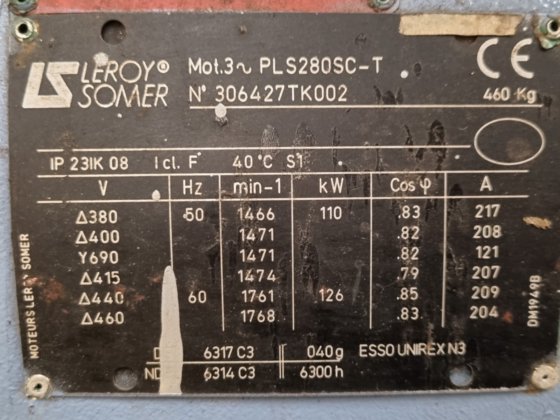 LS LEROY® SOMER
Mot.3~ PLS280SC-T
N° 306427TK002
CE
460 Kg
IP 23IK 08 I cl. F 40°C S1
V Hz min-1 kW Cos φ A
Δ380 50 1466 110 .83 217
Δ400 1471 .82 208
Y690 1471 .82 121
Δ415 1474 .79 207
Δ440 60 1761 126 .85 209
Δ460 1768 .83 204
6317 C3 040g ESSO UNIREX N3
ND 6314 C3 6300h
MOTEURS LEROY SOMER
DM1949B